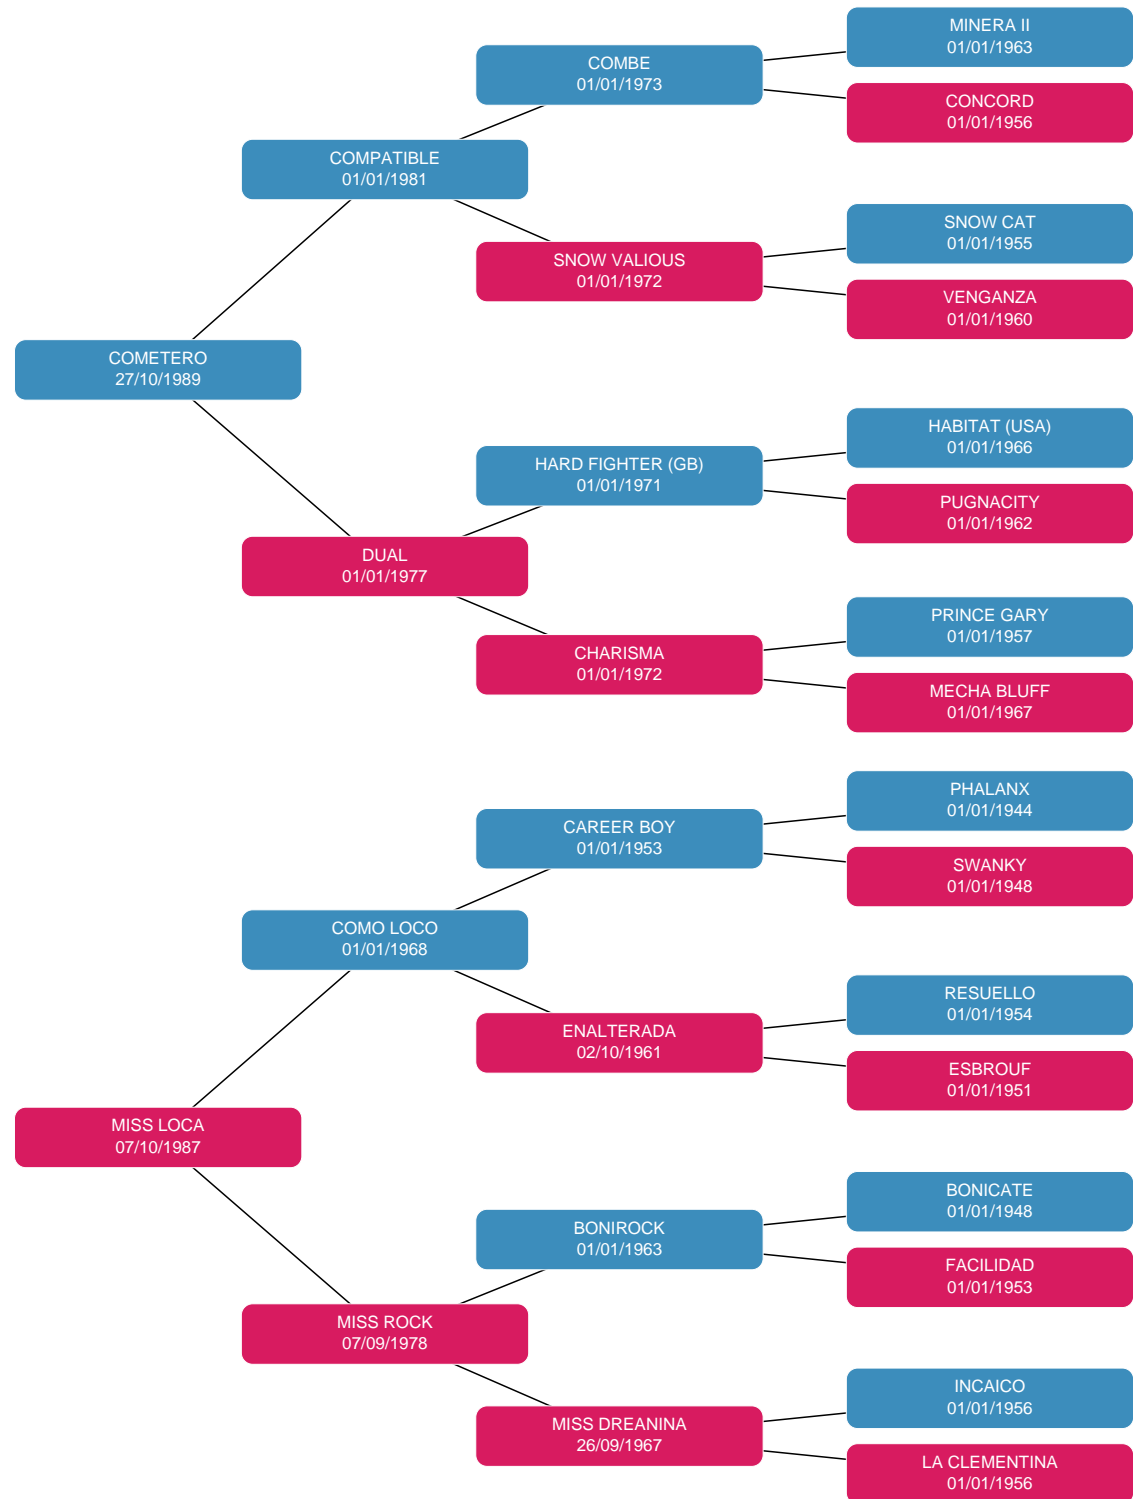 MINERA II
01/01/1963
COMBE
01/01/1973
CONCORD
01/01/1956
COMPATIBLE
01/01/1981
SNOW CAT
01/01/1955
SNOW VALIOUS
01/01/1972
VENGANZA
01/01/1960
COMETERO
27/10/1989
HABITAT (USA)
01/01/1966
HARD FIGHTER (GB)
01/01/1971
PUGNACITY
01/01/1962
DUAL
01/01/1977
PRINCE GARY
01/01/1957
CHARISMA
01/01/1972
MECHA BLUFF
01/01/1967
PHALANX
01/01/1944
CAREER BOY
01/01/1953
SWANKY
01/01/1948
COMO LOCO
01/01/1968
RESUELLO
01/01/1954
ENALTERADA
02/10/1961
ESBROUF
01/01/1951
MISS LOCA
07/10/1987
BONICATE
01/01/1948
BONIROCK
01/01/1963
FACILIDAD
01/01/1953
MISS ROCK
07/09/1978
INCAICO
01/01/1956
MISS DREANINA
26/09/1967
LA CLEMENTINA
01/01/1956